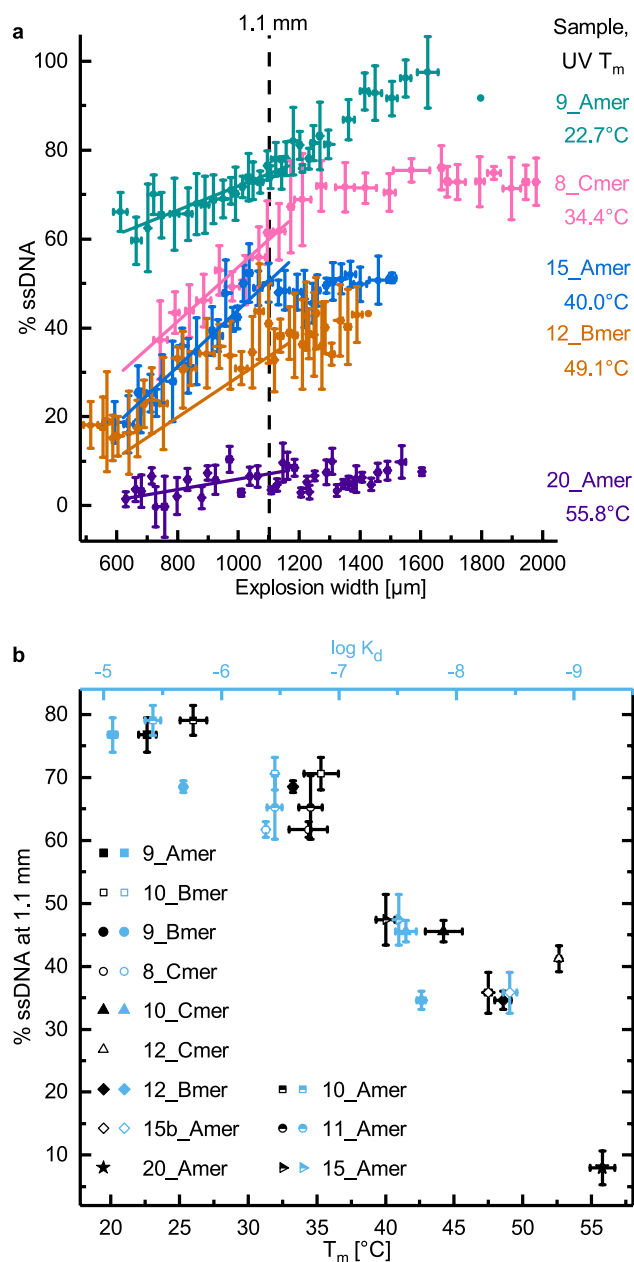 a
1.1 mm
Sample,
UV Tm
100
80
60
40
20
0
% ssDNA
9_Amer
22.7°C
8_Cmer
34.4°C
15_Amer
40.0°C
12_Bmer
49.1°C
20_Amer
55.8°C
600 800 1000 1200 1400 1600 1800 2000
Explosion width [µm]
b
log Kd
-5 -6 -7 -8 -9
80
70
60
50
40
30
20
10
% ssDNA at 1.1 mm
9_Amer
10_Bmer
9_Bmer
8_Cmer
10_Cmer
12_Cmer
12_Bmer 10_Amer
15b_Amer 11_Amer
20_Amer 15_Amer
20 25 30 35 40 45 50 55
Tm [°C]